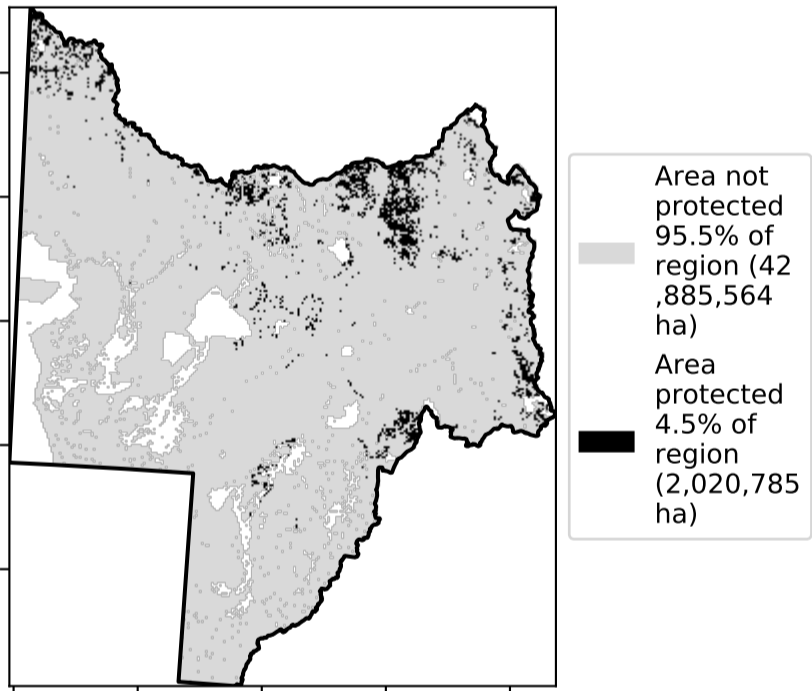 Area not
protected
95.5% of
region (42
,885,564
ha)
Area
protected
4.5% of
region
(2,020,785
ha)